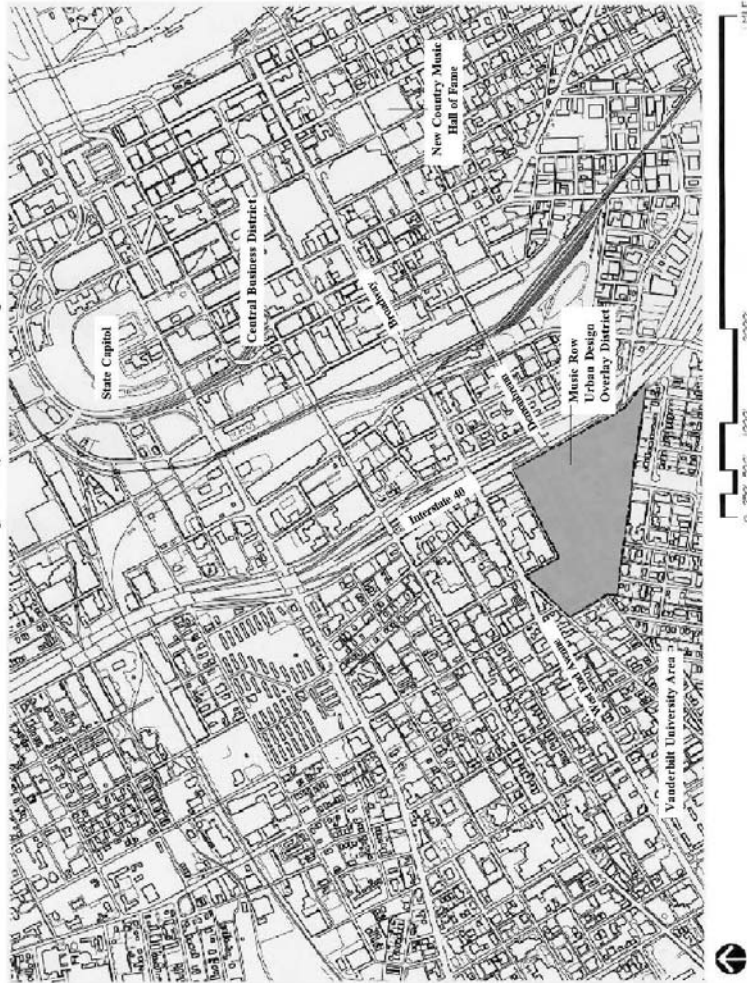 State Capitol
Central Business District
New Country Music
Hall of Fame
Broadway
Demonbreun
Music Row
Urban Design
Overlay District
Interstate 40
West End Avenue
Vanderbilt University Area